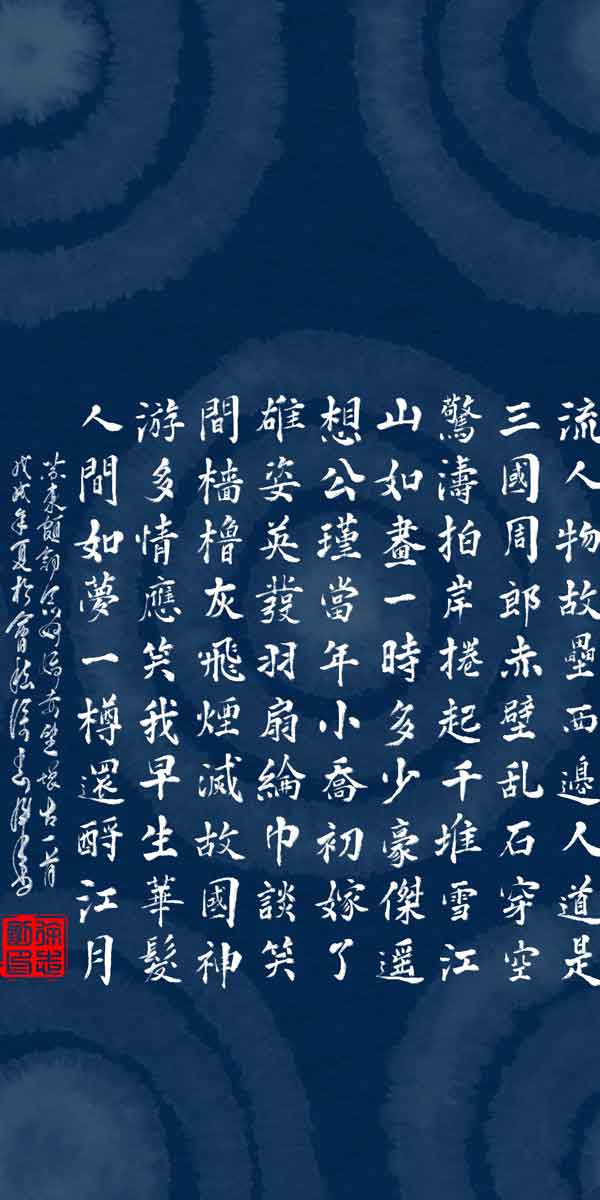 流人物故壘西邊人道是
三國周郎赤壁乱石穿空
驚濤拍岸捲起千堆雪江
山如畫一時多少豪傑遥
想公瑾當年小喬初嫁了
雄姿英發羽扇綸巾談笑
間檣櫓灰飛煙滅故國神
游多情應笑我早生華髮
人間如夢一樽還酹江月
蘇東坡詞念奴嬌赤壁懷古一首
戊戌年夏於會稽